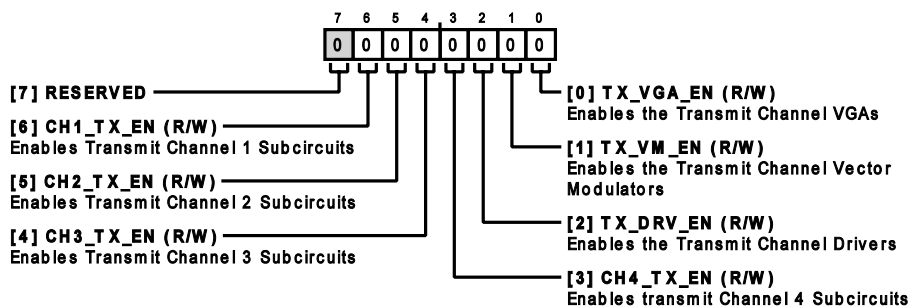 7 6 5 4 3 2 1 0
0 0 0 0 0 0 0 0
[7] RESERVED
[6] CH1_TX_EN (R/W)
Enables Transmit Channel 1 Subcircuits
[5] CH2_TX_EN (R/W)
Enables Transmit Channel 2 Subcircuits
[4] CH3_TX_EN (R/W)
Enables Transmit Channel 3 Subcircuits
[0] TX_VGA_EN (R/W)
Enables the Transmit Channel VGAs
[1] TX_VM_EN (R/W)
Enables the Transmit Channel Vector
Modulators
[2] TX_DRV_EN (R/W)
Enables the Transmit Channel Drivers
[3] CH4_TX_EN (R/W)
Enables transmit Channel 4 Subcircuits